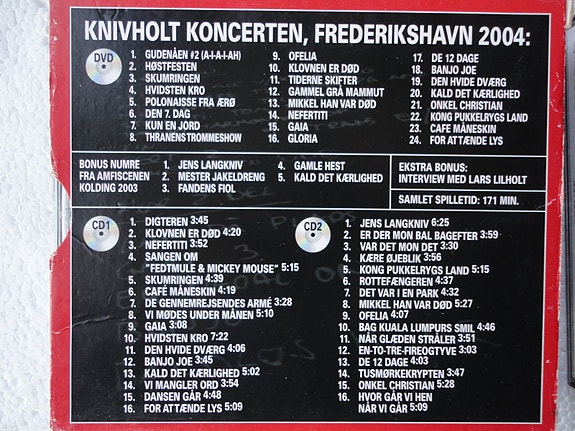 KNIVHOLT KONCERTEN, FREDERIKSHAVN 2004:
DVD
1. GUDENÅEN #2 (A-I-A-I-AH)
2. HØSTFESTEN
3. SKUMRINGEN
4. HVIDSTEN KRO
5. POLONAISSE FRA ÆRØ
6. DEN 7. DAG
7. KUN EN JORD
8. THRANENSTROMMESHOW
9. OFELIA
10. KLOVNEN ER DØD
11. TIDERNE SKIFTER
12. GAMMEL GRÅ MAMMUT
13. MIKKEL HAN VAR DØD
14. NEFERTITI
15. GAIA
16. GLORIA
17. DE 12 DAGE
18. BANJO JOE
19. DEN HVIDE DVÆRG
20. KALD DET KÆRLIGHED
21. ONKEL CHRISTIAN
22. KONG PUKKELRYGS LAND
23. CAFE MÅNESKIN
24. FOR AT TÆNDE LYS
BONUS NUMRE
FRA AMFISCENEN
KOLDING 2003
1. JENS LANGKNIV
2. MESTER JAKELDRENG
3. FANDENS FIOL
4. GAMLE HEST
5. KALD DET KÆRLIGHED
EKSTRA BONUS:
INTERVIEW MED LARS LILHOLT
SAMLET SPILLETID: 171 MIN.
CD1
1. DIGTEREN 3:45
2. KLOVNEN ER DØD 4:20
3. NEFERTITI 3:52
4. SANGEN OM
"FEDTMULE & MICKEY MOUSE" 5:15
5. SKUMRINGEN 4:39
6. CAFÉ MÅNESKIN 4:19
7. DE GENNEMREJSENDES ARMÉ 3:28
8. VI MØDES UNDER MÅNEN 5:10
9. GAIA 3:08
10. HVIDSTEN KRO 7:22
11. DEN HVIDE DVÆRG 4:06
12. BANJO JOE 3:45
13. KALD DET KÆRLIGHED 5:02
14. VI MANGLER ORD 3:54
15. DANSEN GÅR 4:48
16. FOR AT TÆNDE LYS 5:09
CD2
1. JENS LANGKNIV 6:25
2. ER DER MON BAL BAGEFTER 3:59
3. VAR DET MON DET 3:30
4. KÆRE ØJEBLIK 3:56
5. KONG PUKKELRYGS LAND 5:15
6. ROTTEFÆNGEREN 4:37
7. DET VAR I EN PARK 4:32
8. MIKKEL HAN VAR DØD 5:27
9. OFELIA 4:07
10. BAG KUALA LUMPURS SMIL 4:46
11. NÅR GLÆDEN STRÅLER 3:51
12. EN-TO-TRE-FIREOGTYVE 3:03
13. DE 12 DAGE 4:03
14. TUSMØRKEKRYPTEN 3:47
15. ONKEL CHRISTIAN 5:28
16. HVOR GÅR VI HEN
NÅR VI GÅR 5:09